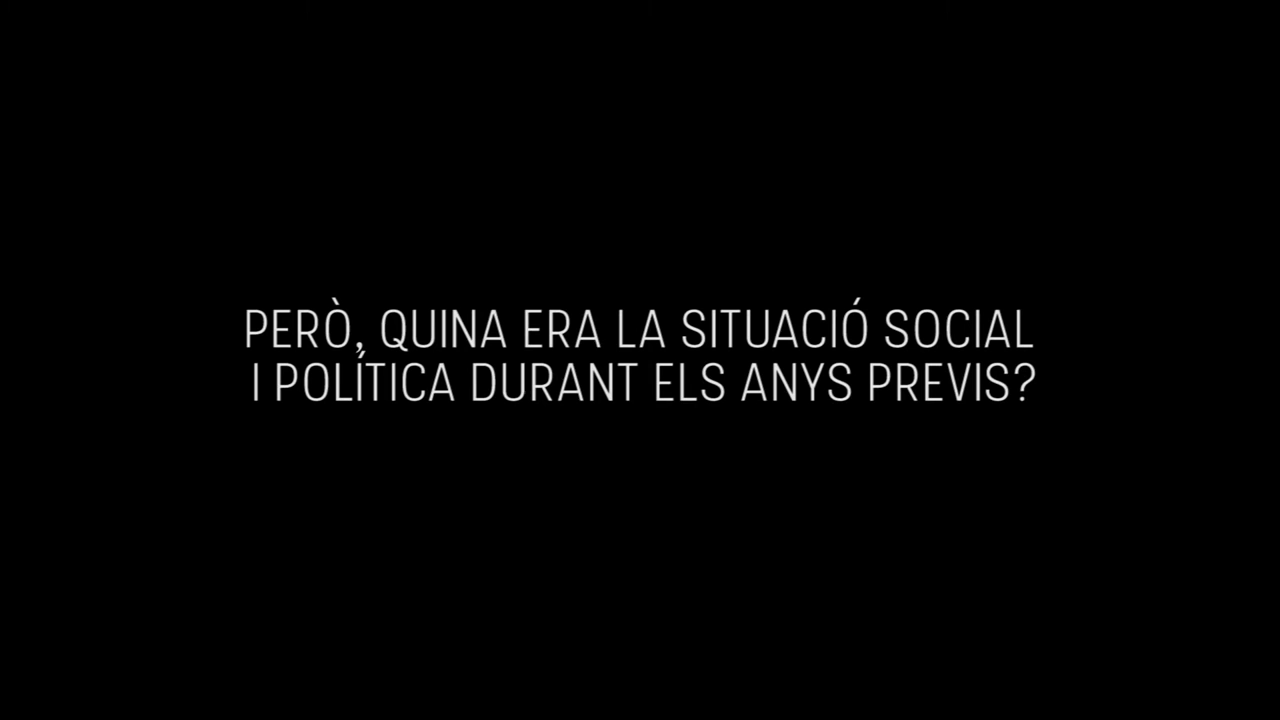 PERÒ, QUINA ERA LA SITUACIÓ SOCIAL
I POLÍTICA DURANT ELS ANYS PREVIS?